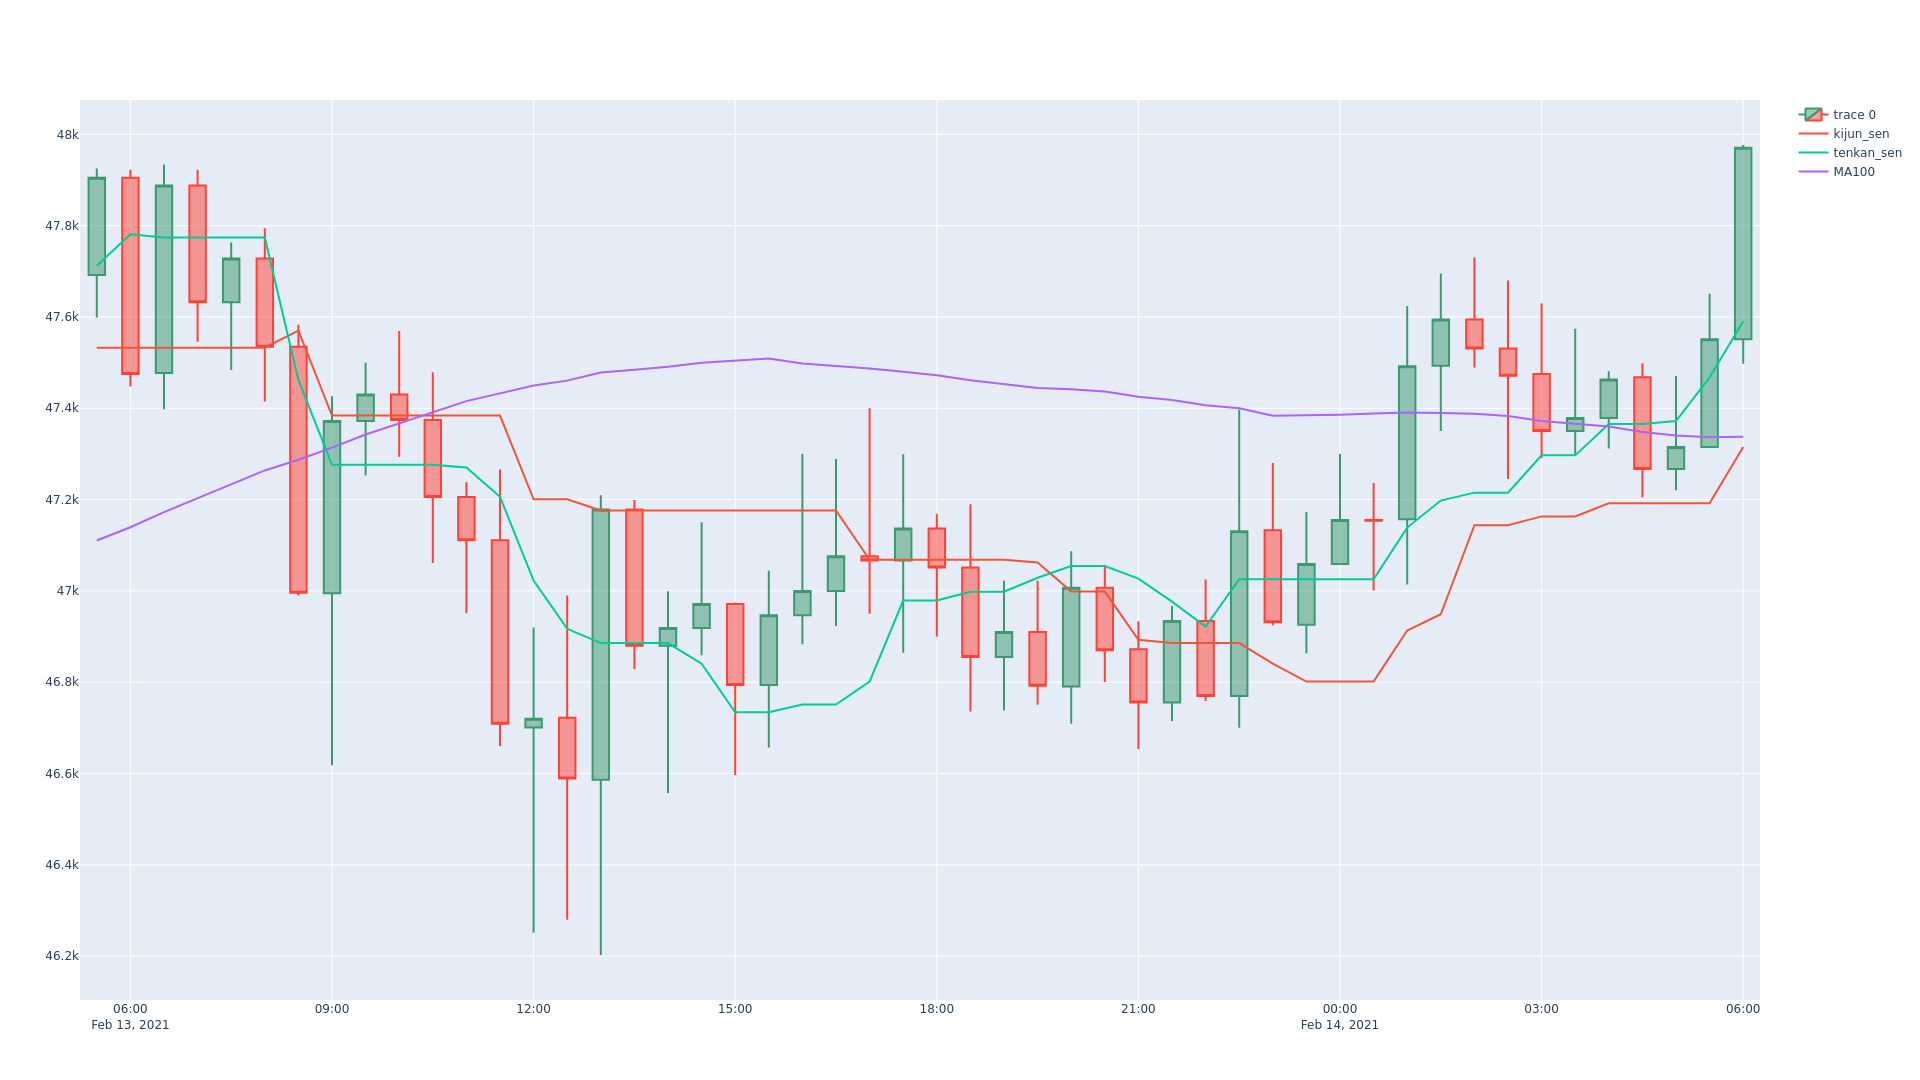 48k
47.8k
47.6k
47.4k
47.2k
47k
46.8k
46.6k
46.4k
46.2k
06:00 09:00 12:00 15:00 18:00 21:00 00:00 03:00 06:00
Feb 13, 2021 Feb 14, 2021
trace 0
kijun_sen
tenkan_sen
MA100